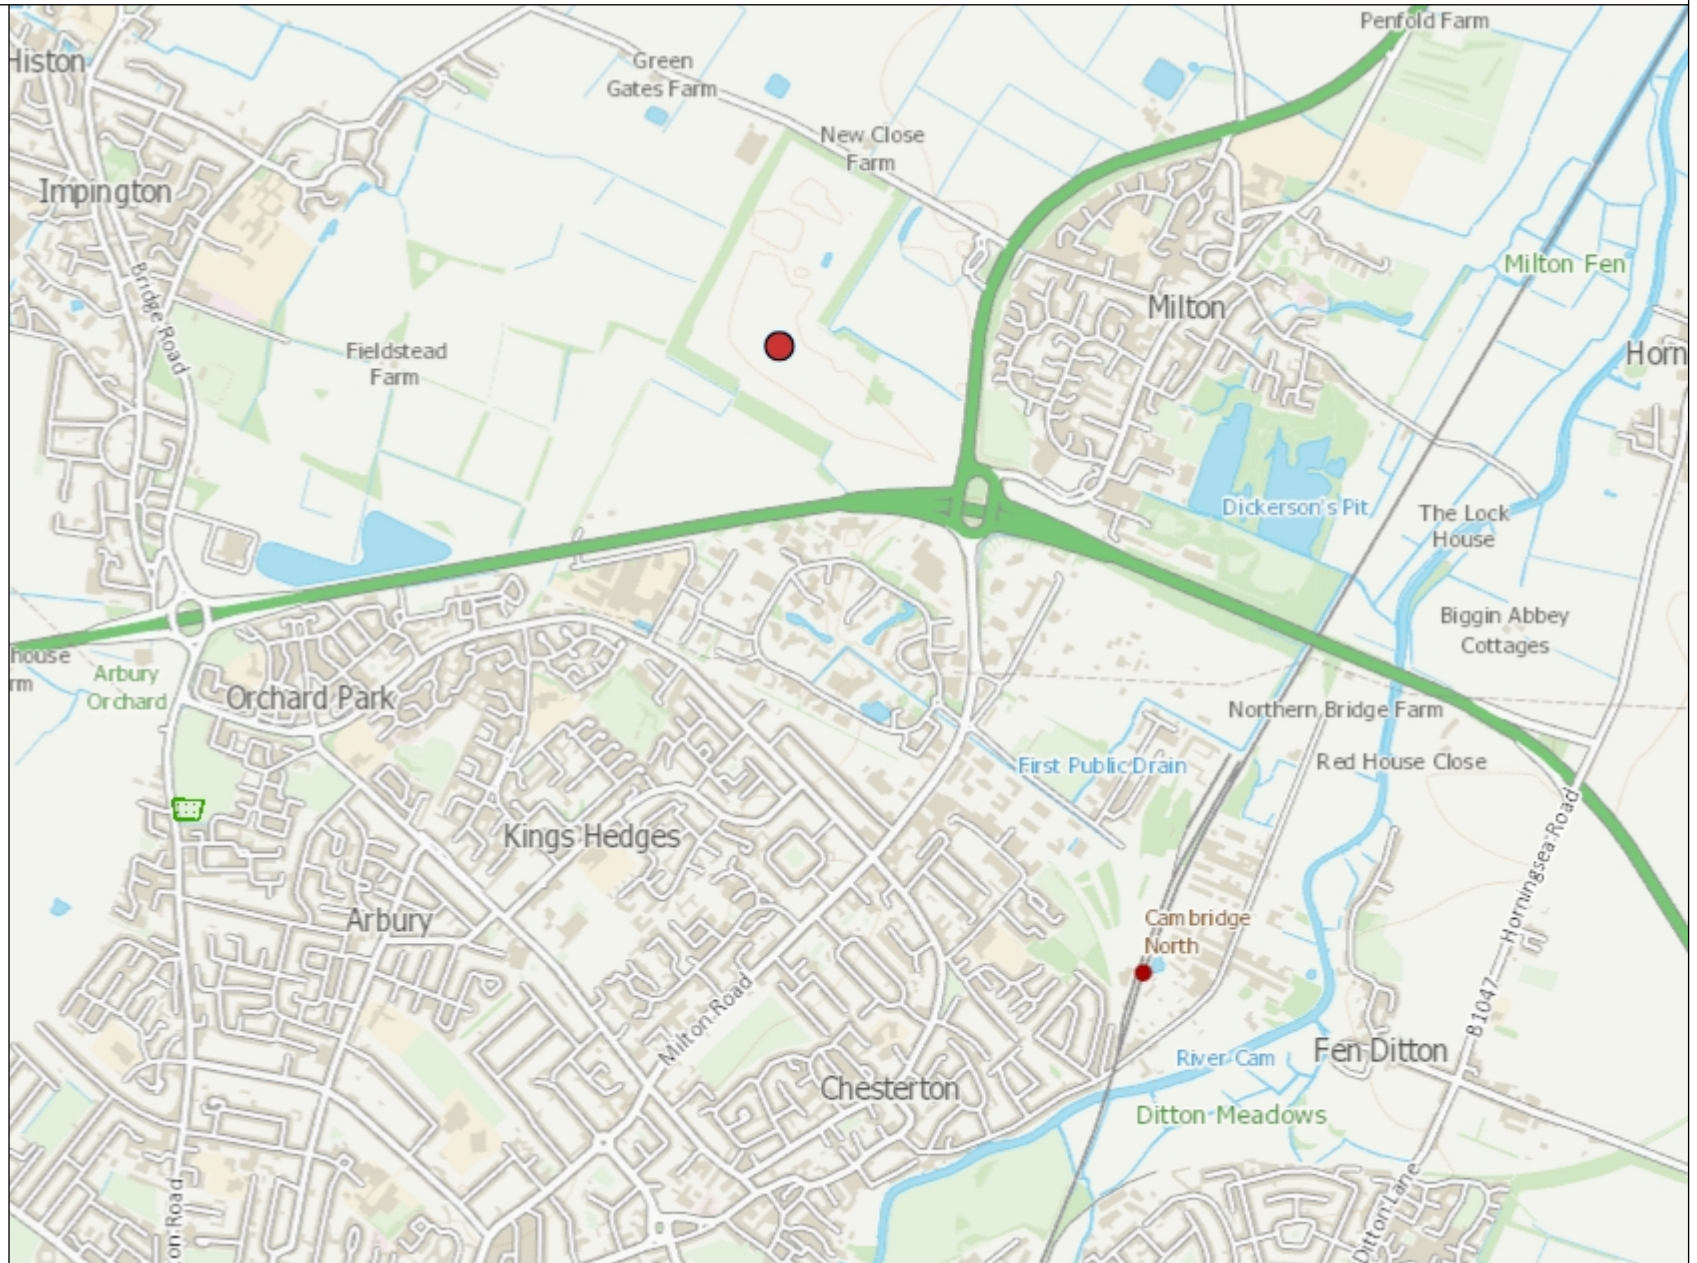 Penfold Farm
Histon
Green
Gates Farm
New Close
Farm
Impington
Bridge Road
Milton Fen
Milton
Fieldstead
Farm
Horn
Dickerson's Pit
The Lock
House
Biggin Abbey
Cottages
house
rm
Arbury
Orchard
Orchard Park
Northern Bridge Farm
First Public Drain
Red House Close
Kings Hedges
Horningsea Road
Arbury
Cambridge
North
Milton Road
B1047
River Cam
Fen Ditton
Chesterton
Ditton Meadows
on Road
Ditton Lane